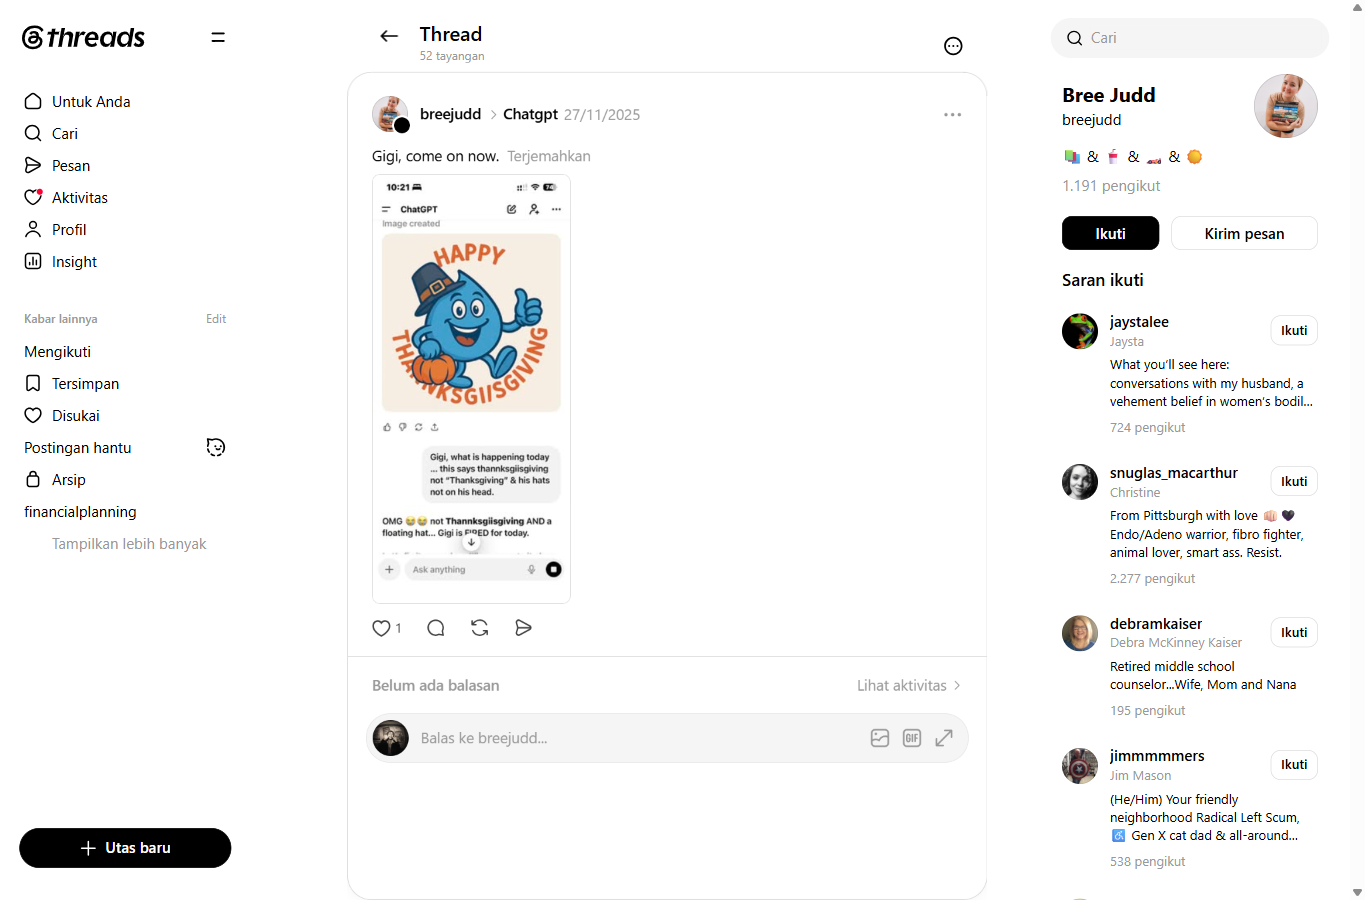 threads
Untuk Anda
Cari
Pesan
Aktivitas
Profil
Insight
Kabar lainnya
Edit
Mengikuti
Tersimpan
Disukai
Postingan hantu
Arsip
financialplanning
Tampilkan lebih banyak
Utas baru
Thread
52 tayangan
breejudd > Chatgpt 27/11/2025
Gigi, come on now. Terjemahkan
10:21
74
ChatGPT
Image created
HAPPY
THANKSGIISGIVING
Gigi, what is happening today
... this says thannksgiisgiving
not “Thanksgiving” & his hats
not on his head.
OMG 😭😭 not Thannksgiisgiving AND a
floating hat... Gigi is FIRED for today.
Ask anything
1
Belum ada balasan
Lihat aktivitas >
Balas ke breejudd...
GIF
Cari
Bree Judd
breejudd
📚 & 🥤 & 🏎️ & 🌼
1.191 pengikut
Ikuti
Kirim pesan
Saran ikuti
jaystalee
Jaysta
Ikuti
What you’ll see here:
conversations with my husband, a
vehement belief in women’s bodil...
724 pengikut
snuglas_macarthur
Christine
Ikuti
From Pittsburgh with love 👊🏻 🖤
Endo/Adeno warrior, fibro fighter,
animal lover, smart ass. Resist.
2.277 pengikut
debramkaiser
Debra McKinney Kaiser
Ikuti
Retired middle school
counselor...Wife, Mom and Nana
195 pengikut
jimmmmmers
Jim Mason
Ikuti
(He/Him) Your friendly
neighborhood Radical Left Scum,
♿ Gen X cat dad & all-around...
538 pengikut